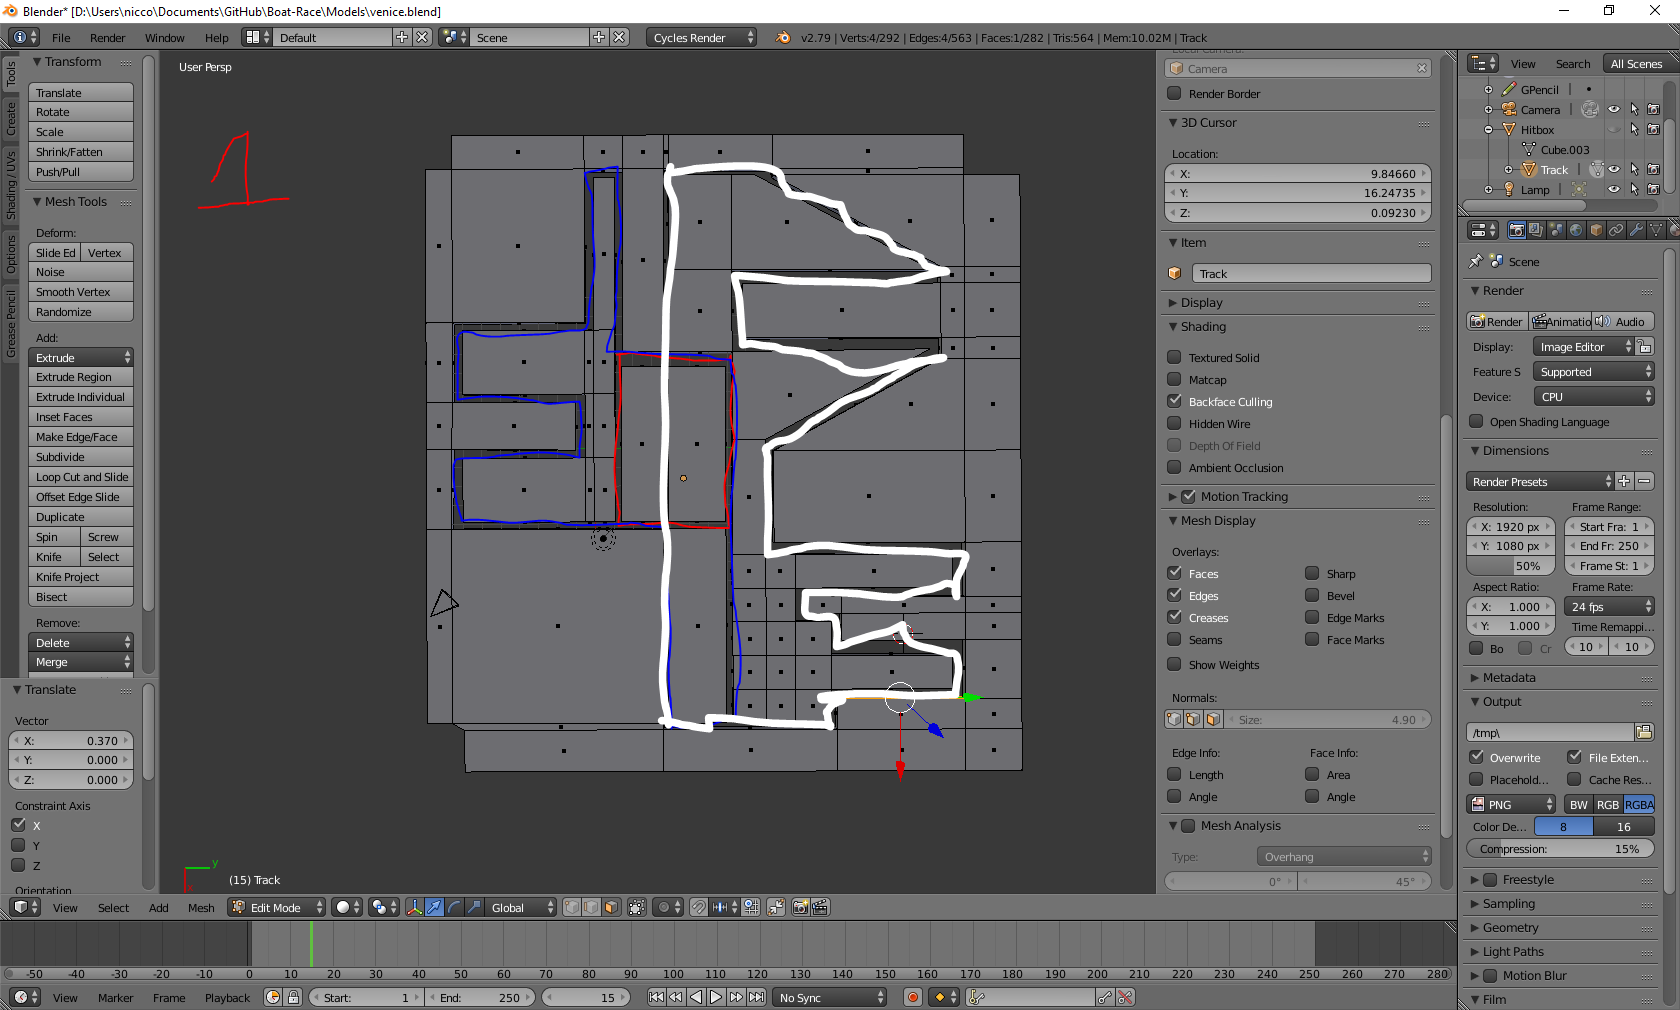 Blender* [D:\Users\nicco\Documents\GitHub\Boat-Race\Models\venice.blend]
File Render Window Help Default Scene Cycles Render v2.79 | Verts:4/292 | Edges:4/563 | Faces:1/282 | Tris:564 | Mem:10.02M | Track
Tools
Create
Shading / UVs
Options
Grease Pencil
Transform
Translate
Rotate
Scale
Shrink/Fatten
Push/Pull
Mesh Tools
Deform:
Slide Ed Vertex
Noise
Smooth Vertex
Randomize
Add:
Extrude
Extrude Region
Extrude Individual
Inset Faces
Make Edge/Face
Subdivide
Loop Cut and Slide
Offset Edge Slide
Duplicate
Spin Screw
Knife Select
Knife Project
Bisect
Remove:
Delete
Merge
Translate
Vector
X: 0.370
Y: 0.000
Z: 0.000
Constraint Axis
X
Y
Z
Orientation
User Persp
1
y
(15) Track
Camera
Render Border
3D Cursor
Location:
X: 9.84660
Y: 16.24735
Z: 0.09230
Item
Track
Display
Shading
Textured Solid
Matcap
Backface Culling
Hidden Wire
Depth Of Field
Ambient Occlusion
Motion Tracking
Mesh Display
Overlays:
Faces Sharp
Edges Bevel
Creases Edge Marks
Seams Face Marks
Show Weights
Normals:
Size: 4.90
Edge Info: Face Info:
Length Area
Angle Angle
Mesh Analysis
Type: Overhang
0° 45°
View Search All Scenes
GPencil
Camera
Hitbox
Cube.003
Track
Lamp
Scene
Render
Render Animatio Audio
Display: Image Editor
Feature S Supported
Device: CPU
Open Shading Language
Dimensions
Render Presets
Resolution: Frame Range:
X: 1920 px Start Fra: 1
Y: 1080 px End Fr: 250
50% Frame St: 1
Aspect Ratio: Frame Rate:
X: 1.000 24 fps
Y: 1.000 Time Remappi...
Bo Cr 10 10
Metadata
Output
/tmp\
Overwrite File Exten...
Placehold... Cache Res...
PNG BW RGB RGBA
Color De... 8 16
Compression: 15%
Freestyle
Sampling
Geometry
Light Paths
Motion Blur
Film
View Select Add Mesh Edit Mode Global
-50 -40 -30 -20 -10 0 10 20 30 40 50 60 70 80 90 100 110 120 130 140 150 160 170 180 190 200 210 220 230 240 250 260 270 280
View Marker Frame Playback Start: 1 End: 250 15 No Sync